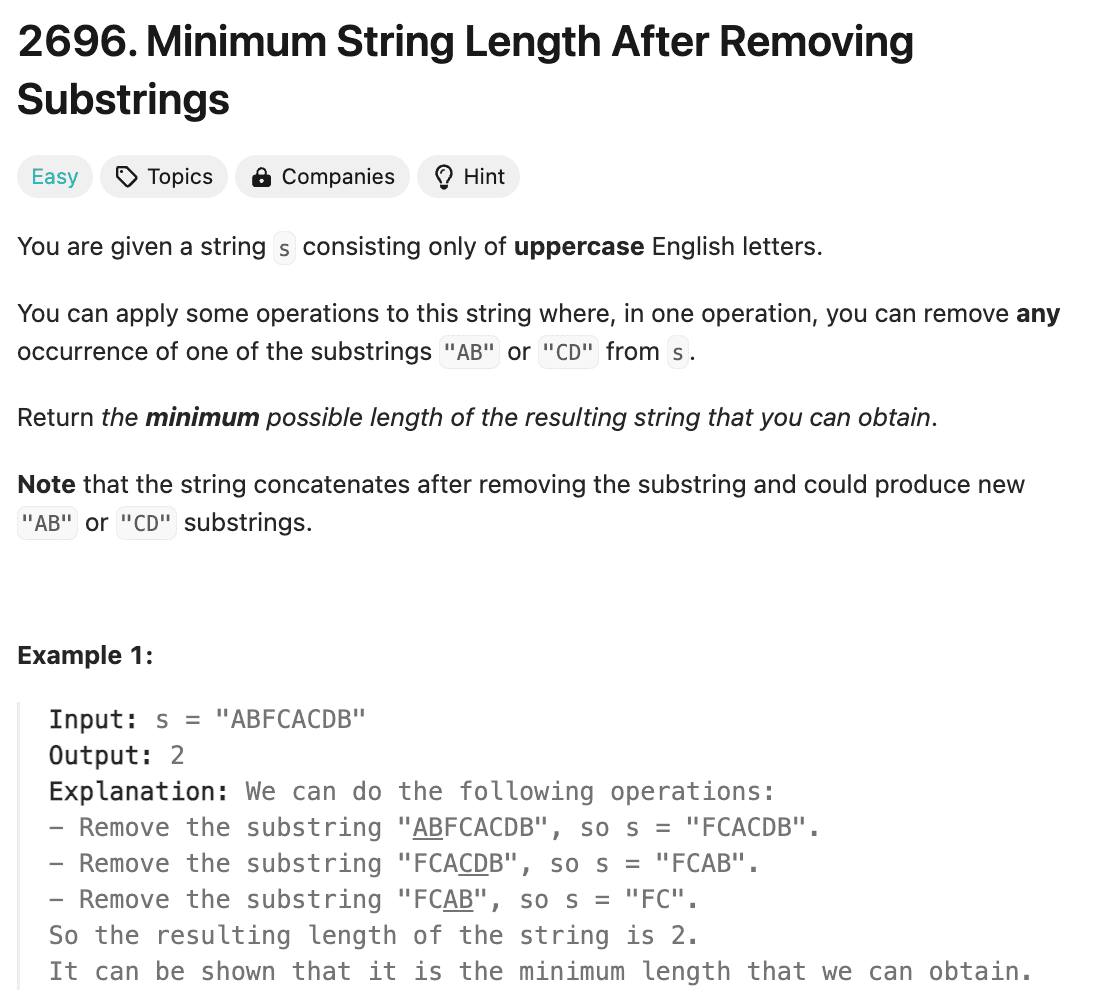 2696. Minimum String Length After Removing
Substrings
Easy Topics Companies Hint
You are given a string s consisting only of uppercase English letters.
You can apply some operations to this string where, in one operation, you can remove any
occurrence of one of the substrings "AB" or "CD" from s.
Return the minimum possible length of the resulting string that you can obtain.
Note that the string concatenates after removing the substring and could produce new
"AB" or "CD" substrings.
Example 1:
Input: s = "ABFCACDB"
Output: 2
Explanation: We can do the following operations:
- Remove the substring "ABFCACDB", so s = "FCACDB".
- Remove the substring "FCACDB", so s = "FCAB".
- Remove the substring "FCAB", so s = "FC".
So the resulting length of the string is 2.
It can be shown that it is the minimum length that we can obtain.